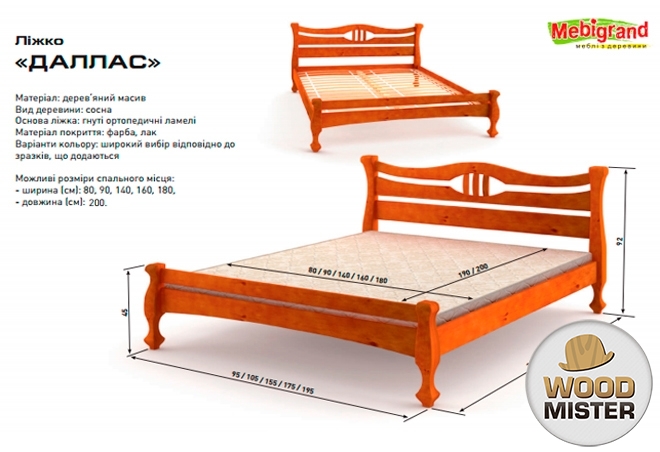 Ліжко
«ДАЛЛАС»
Mebigrand
меблі з деревини
Матеріал: дерев'яний масив
Вид деревини: сосна
Основа ліжка: гнуті ортопедичні ламелі
Матеріал покриття: фарба, лак
Варіанти кольору: широкий вибір відповідно до
зразків, що додаються
Можливі розміри спального місця:
- ширина (см): 80, 90, 140, 160, 180,
- довжина (см): 200.
80 / 90 / 140 / 160 / 180
190 / 200
92
45
95 / 105 / 155 / 175 / 195
WOOD
MISTER